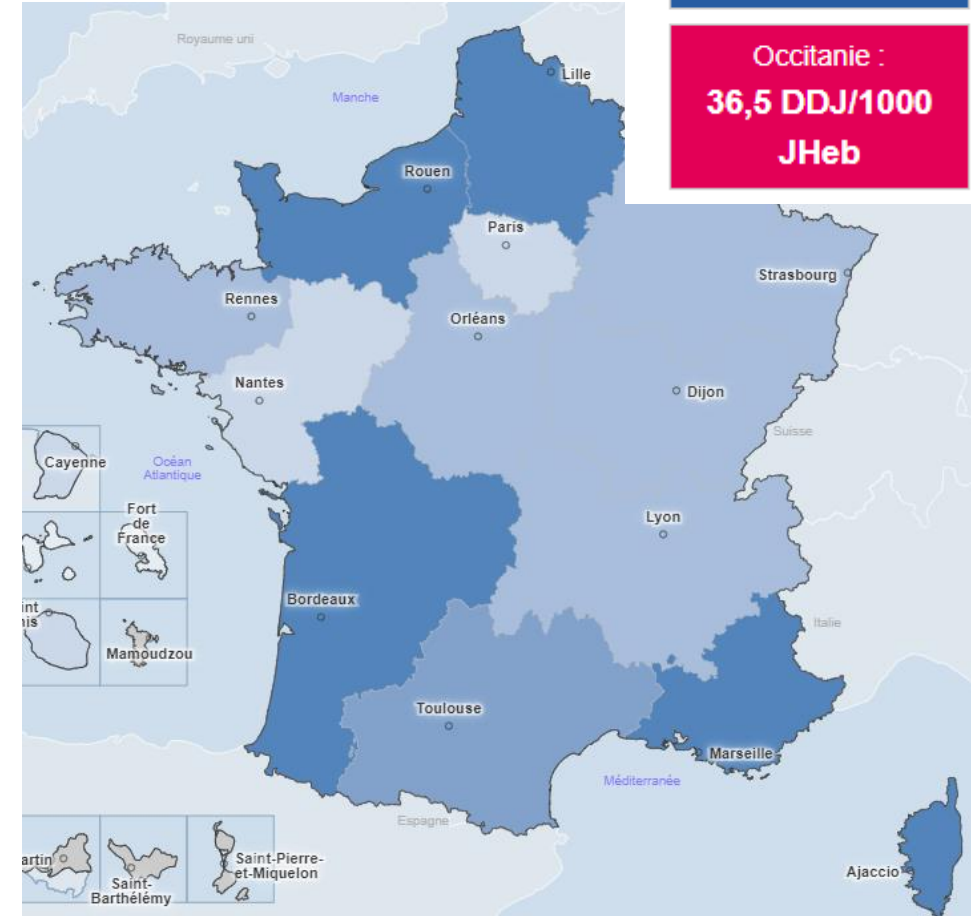 Royaume uni
Lille
Manche
Occitanie :
36,5 DDJ/1000
JHeb
Rouen
Paris
Strasbourg
Rennes
Orléans
Nantes
Dijon
Suisse
Cayenne
Océan
Atlantique
Fort
de
France
Lyon
Bordeaux
Italie
Mamoudzou
Toulouse
Marseille
Méditerranée
Espagne
Saint-Pierre-
et-Miquelon
Saint-
Barthélémy
Ajaccio